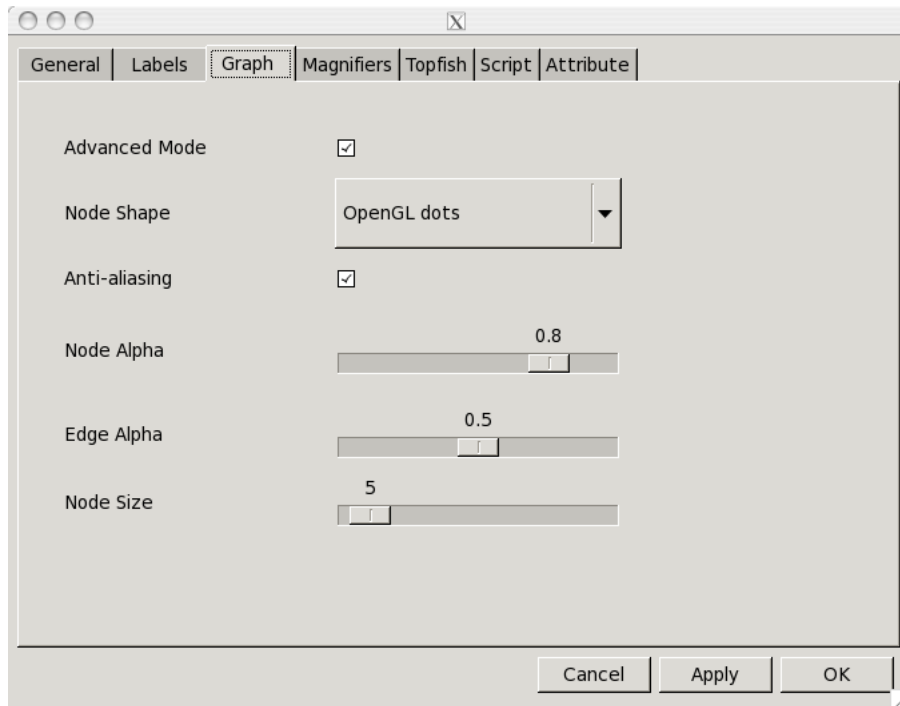 X
General Labels Graph Magnifiers Topfish Script Attribute
Advanced Mode
Node Shape OpenGL dots
Anti-aliasing
0.8
Node Alpha
0.5
Edge Alpha
5
Node Size
Cancel Apply OK